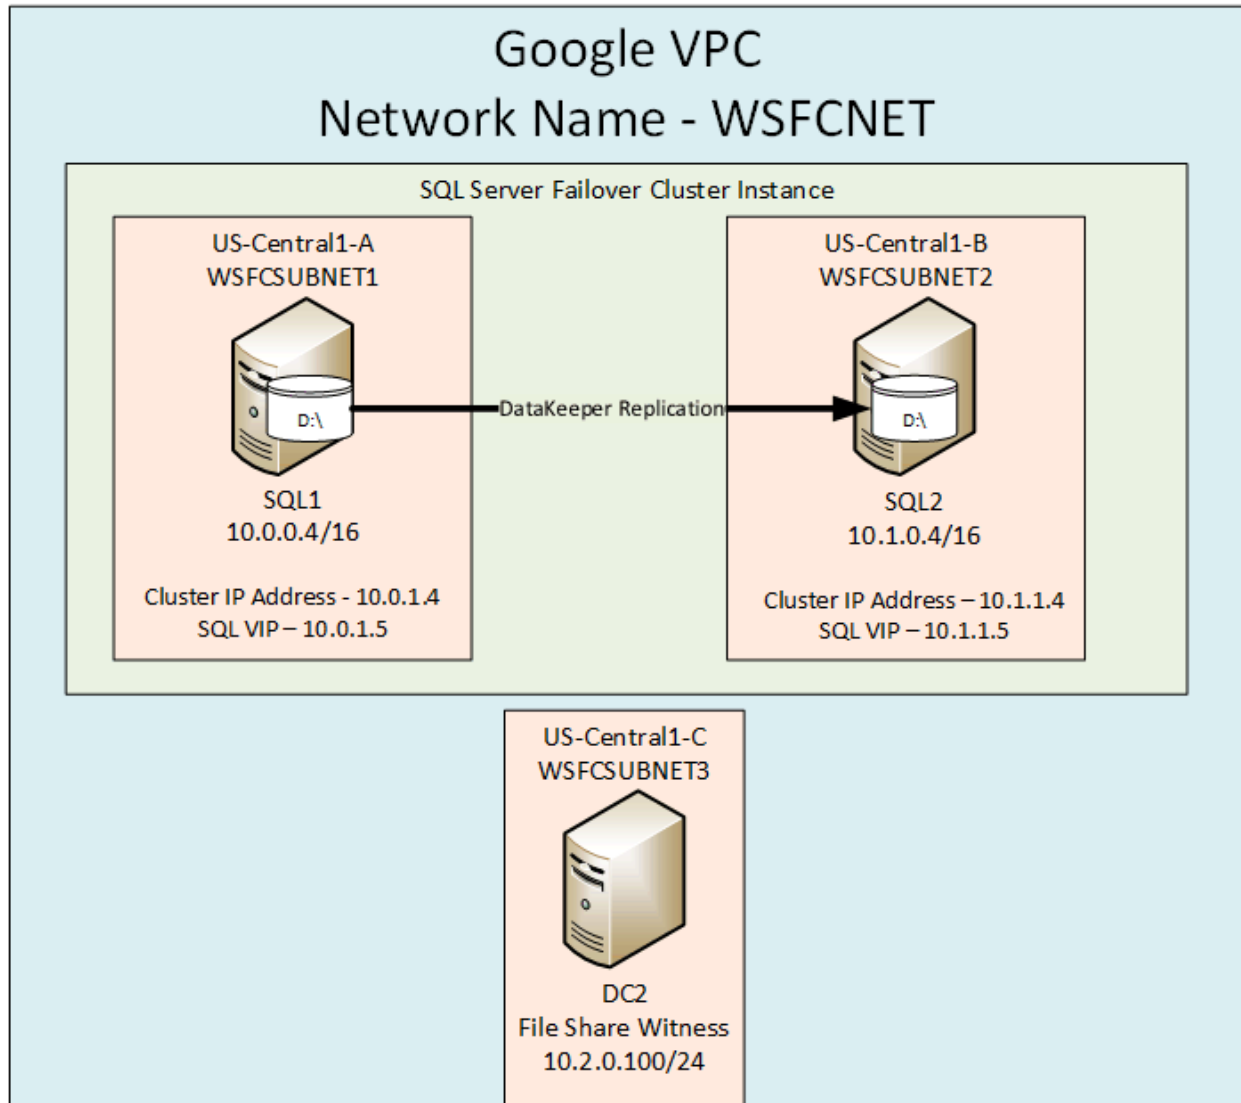 Google VPC
Network Name - WSFCNET
SQL Server Failover Cluster Instance
US-Central1-A
WSFCSUBNET1
D:\
SQL1
10.0.0.4/16
Cluster IP Address - 10.0.1.4
SQL VIP – 10.0.1.5
DataKeeper Replication
US-Central1-B
WSFCSUBNET2
D:\
SQL2
10.1.0.4/16
Cluster IP Address – 10.1.1.4
SQL VIP – 10.1.1.5
US-Central1-C
WSFCSUBNET3
DC2
File Share Witness
10.2.0.100/24